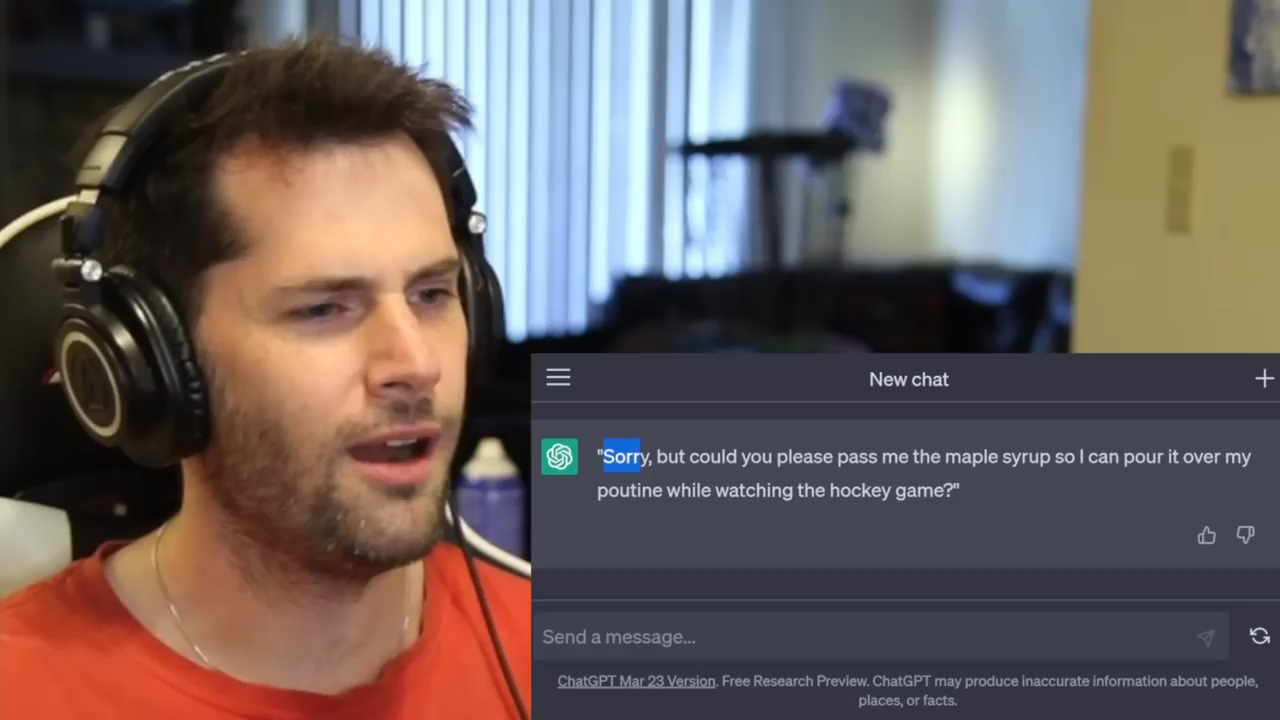 New chat
"Sorry, but could you please pass me the maple syrup so I can pour it over my
poutine while watching the hockey game?"
Send a message...
ChatGPT Mar 23 Version. Free Research Preview. ChatGPT may produce inaccurate information about people,
places, or facts.